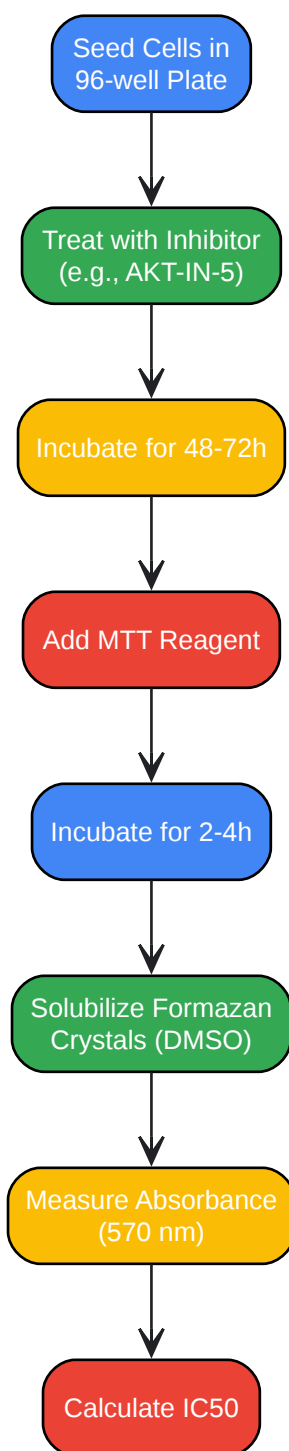 Seed Cells in
96-well Plate
Treat with Inhibitor
(e.g., AKT-IN-5)
Incubate for 48-72h
Add MTT Reagent
Incubate for 2-4h
Solubilize Formazan
Crystals (DMSO)
Measure Absorbance
(570 nm)
Calculate IC50